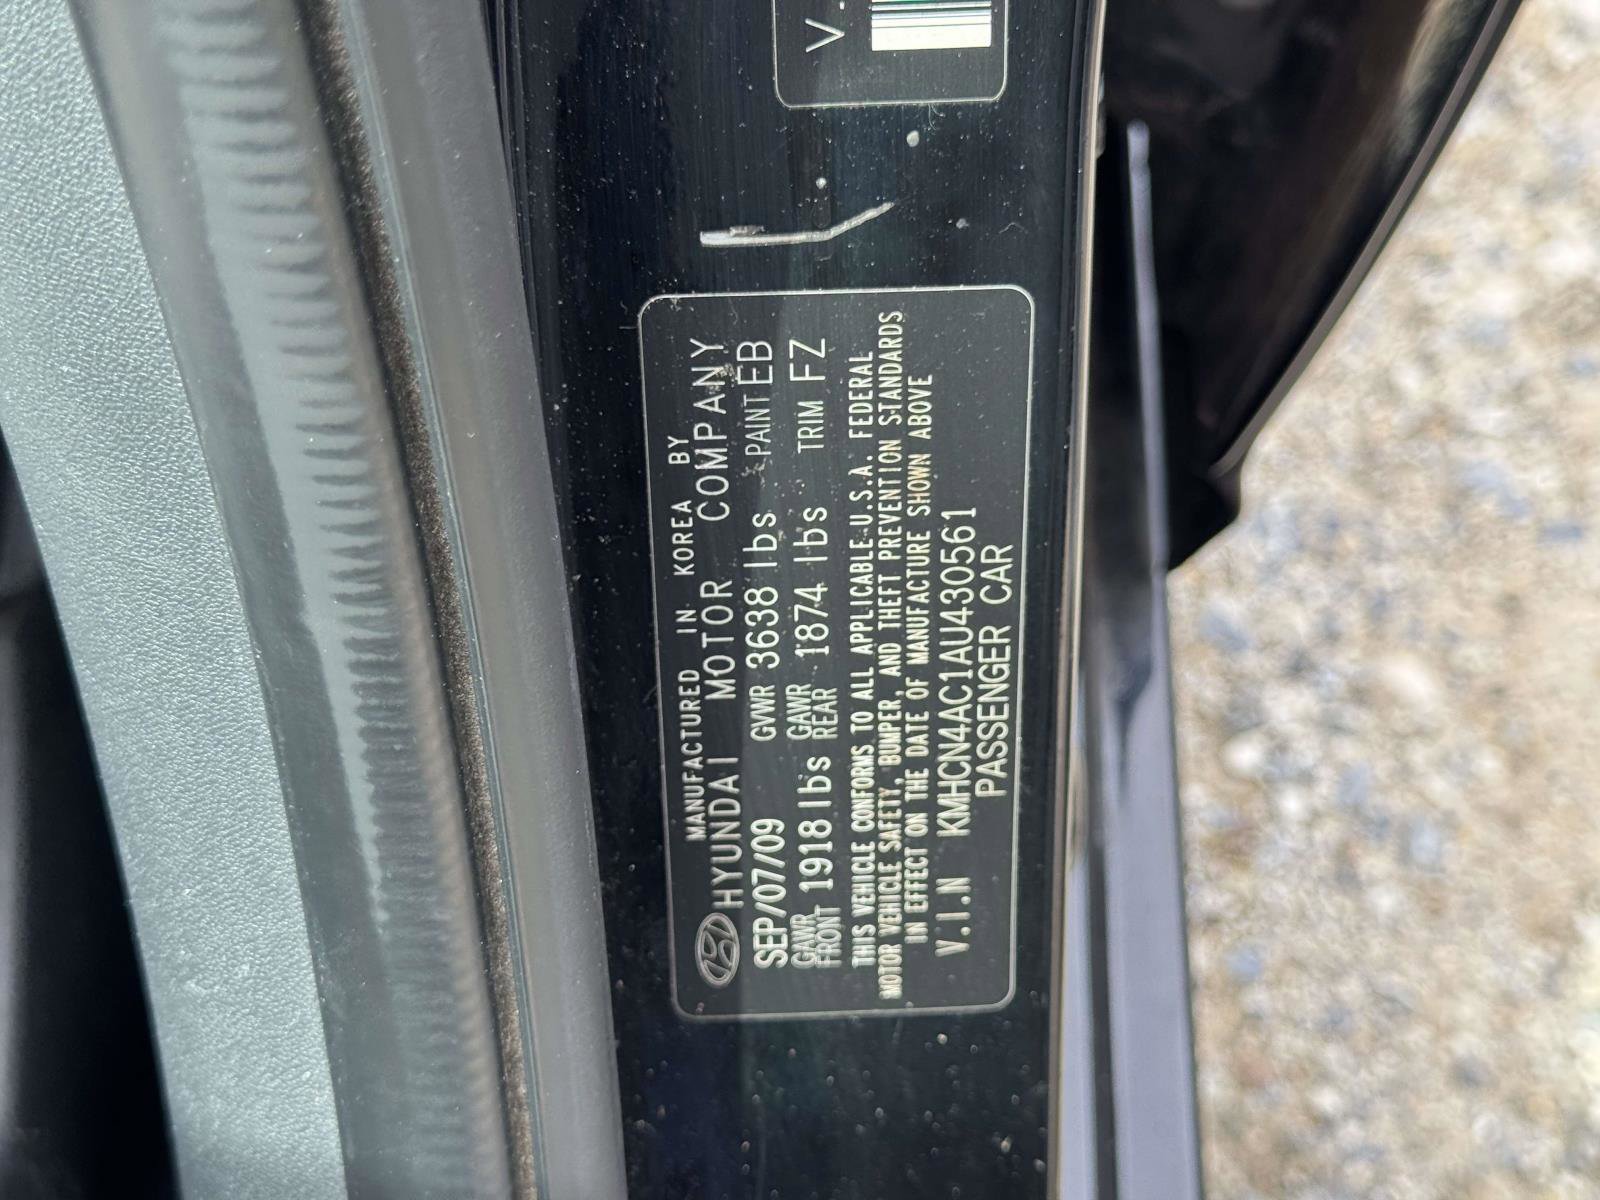 V.
MANUFACTURED IN KOREA BY
HYUNDAI MOTOR COMPANY
SEP/07/09 GVWR 3638 lbs PAINT EB
GAWR FRONT 1918 lbs GAWR REAR 1874 lbs TRIM FZ
THIS VEHICLE CONFORMS TO ALL APPLICABLE U.S.A. FEDERAL
MOTOR VEHICLE SAFETY, BUMPER, AND THEFT PREVENTION STANDARDS
IN EFFECT ON THE DATE OF MANUFACTURE SHOWN ABOVE
V.I.N KMHCN4AC1AU430561
PASSENGER CAR